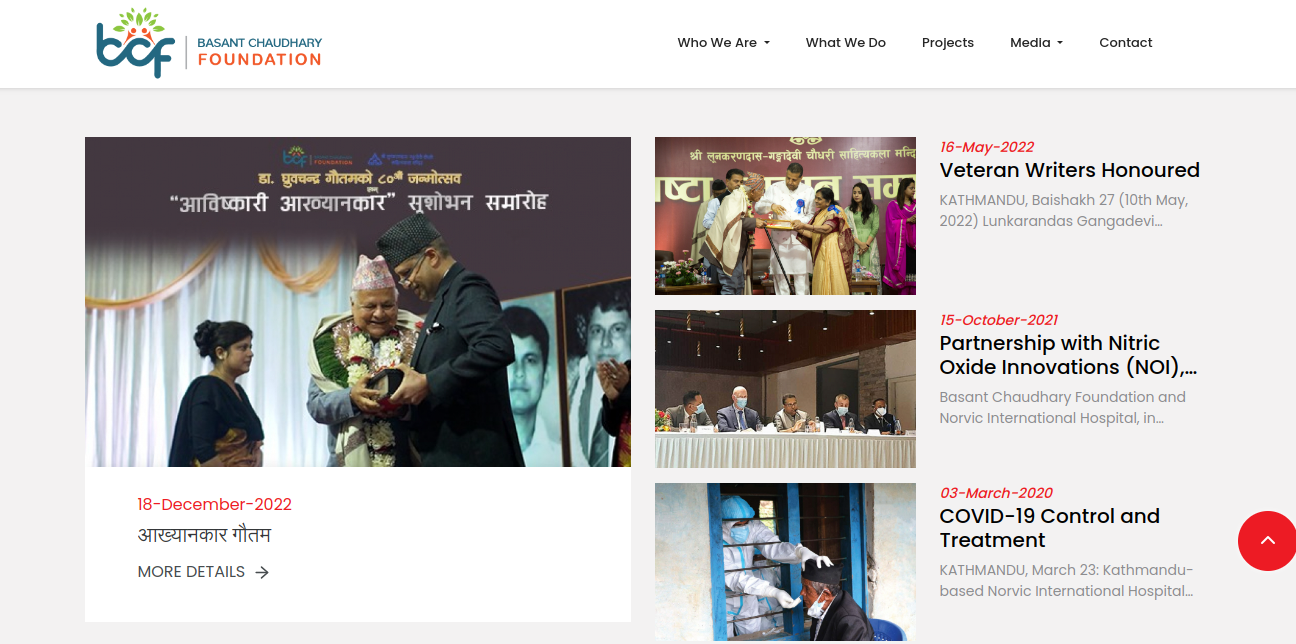 bcf
BASANT CHAUDHARY
FOUNDATION
Who We Are
What We Do
Projects
Media
Contact
डा. ध्रुवचन्द्र गौतमको ८०औं जन्मोत्सव
“आविष्कारी आख्यानकार” सुशोभन समारोह
18-December-2022
आख्यानकार गौतम
MORE DETAILS
श्री लुनकरणदास-गङ्गादेवी चौधरी साहित्यकला मन्दि
16-May-2022
Veteran Writers Honoured
KATHMANDU, Baishakh 27 (10th May,
2022) Lunkarandas Gangadevi...
15-October-2021
Partnership with Nitric
Oxide Innovations (NOI),...
Basant Chaudhary Foundation and
Norvic International Hospital, in...
03-March-2020
COVID-19 Control and
Treatment
KATHMANDU, March 23: Kathmandu-
based Norvic International Hospital...